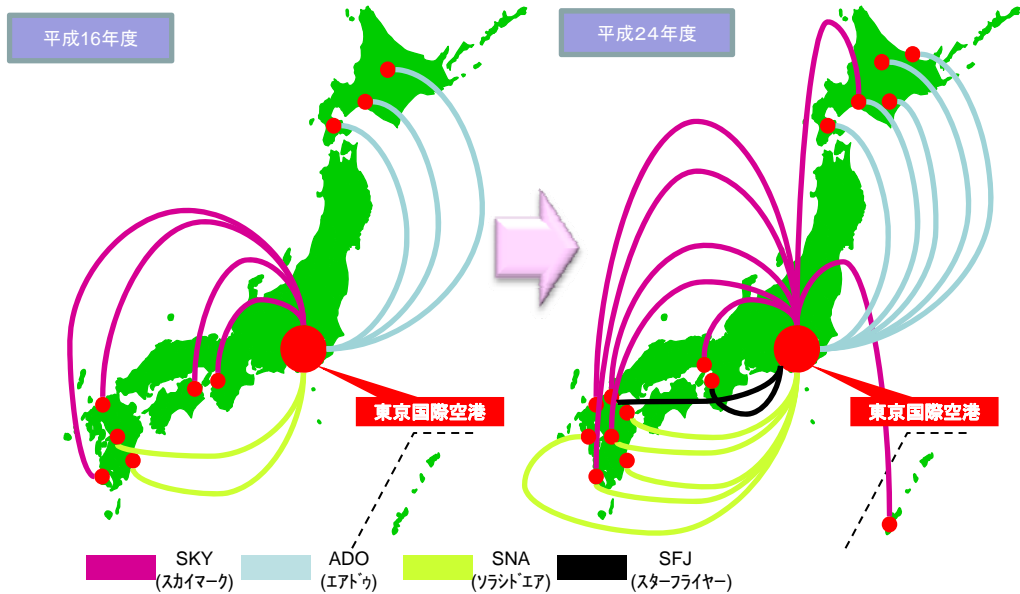 平成16年度
平成24年度
東京国際空港
東京国際空港
SKY
(スカイマーク)
ADO
(エアドゥ)
SNA
(ソラシドエア)
SFJ
(スターフライヤー)